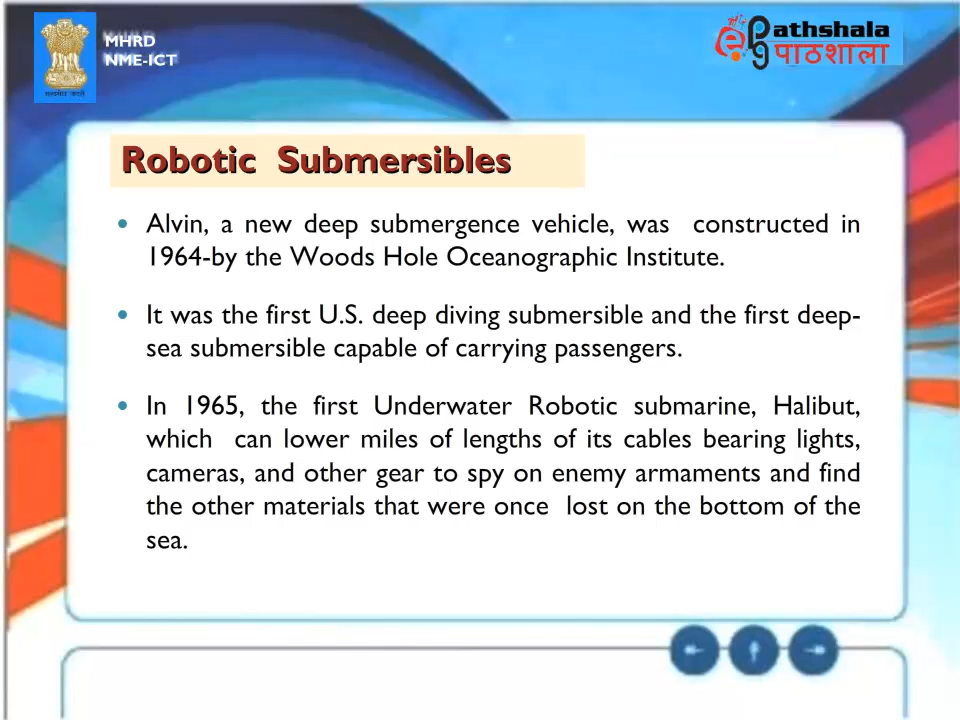 MHRD
NME-ICT
athshala
पाठशाला
Robotic Submersibles
Alvin, a new deep submergence vehicle, was constructed in
1964-by the Woods Hole Oceanographic Institute.
It was the first U.S. deep diving submersible and the first deep-
sea submersible capable of carrying passengers.
In 1965, the first Underwater Robotic submarine, Halibut,
which can lower miles of lengths of its cables bearing lights,
cameras, and other gear to spy on enemy armaments and find
the other materials that were once lost on the bottom of the
sea.